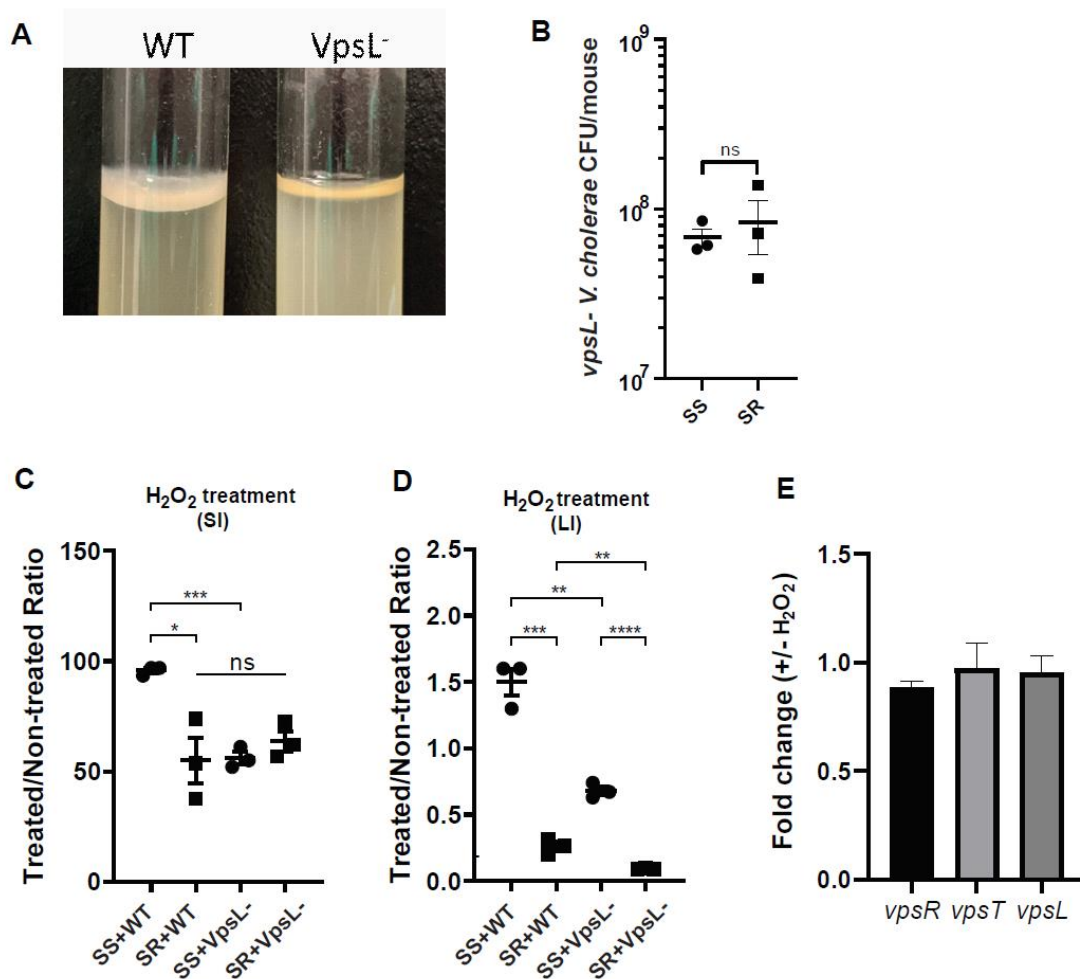 A
WT VpsL-
B
vpsL- V. cholerae CFU/mouse
10⁹
10⁸
10⁷
ns
SS SR
C
H₂O₂ treatment
(SI)
Treated/Non-treated Ratio
150
100
50
0
***
*
ns
SS+WT SR+WT SS+VpsL- SR+VpsL-
D
H₂O₂ treatment
(LI)
Treated/Non-treated Ratio
2.5
2.0
1.5
1.0
0.5
0.0
**
**
*** ****
SS+WT SR+WT SS+VpsL- SR+VpsL-
E
Fold change (+/- H₂O₂)
1.5
1.0
0.5
0.0
vpsR vpsT vpsL